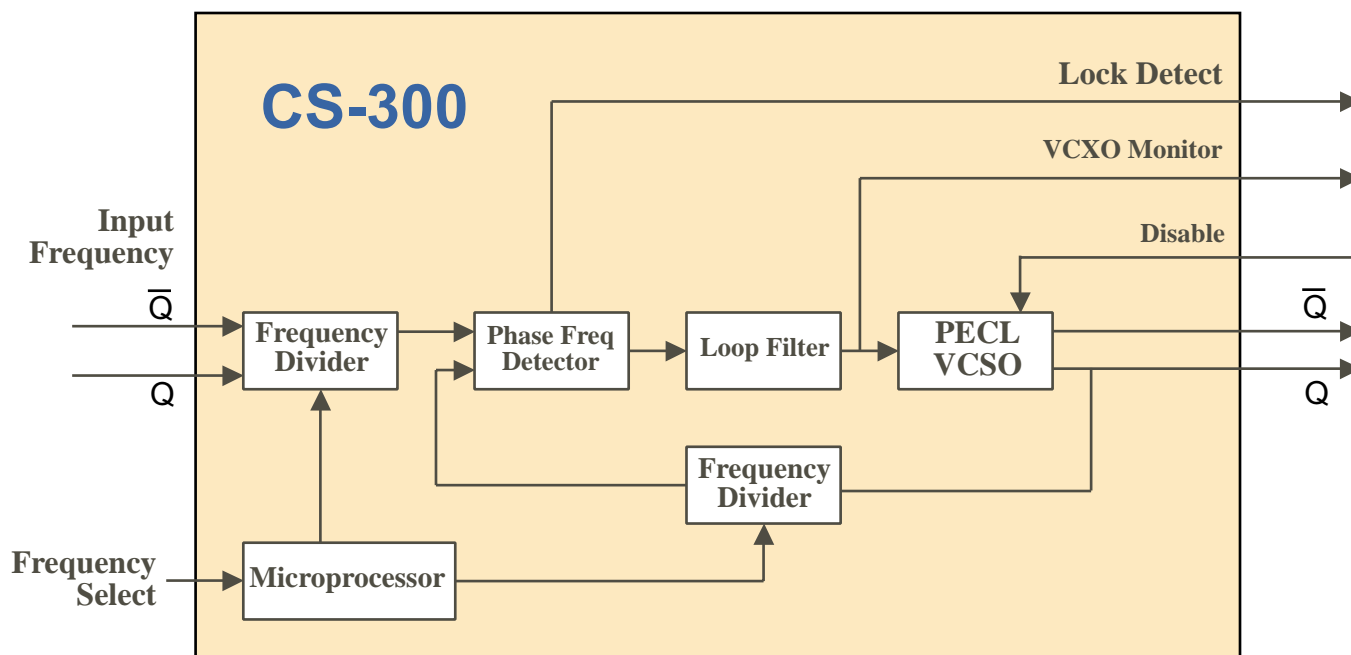 CS-300
Lock Detect
VCXO Monitor
Disable
Input
Frequency
Q̅
Q
Frequency
Divider
Phase Freq
Detector
Loop Filter
PECL
VCSO
Q̅
Q
Frequency
Divider
Frequency
Select
Microprocessor